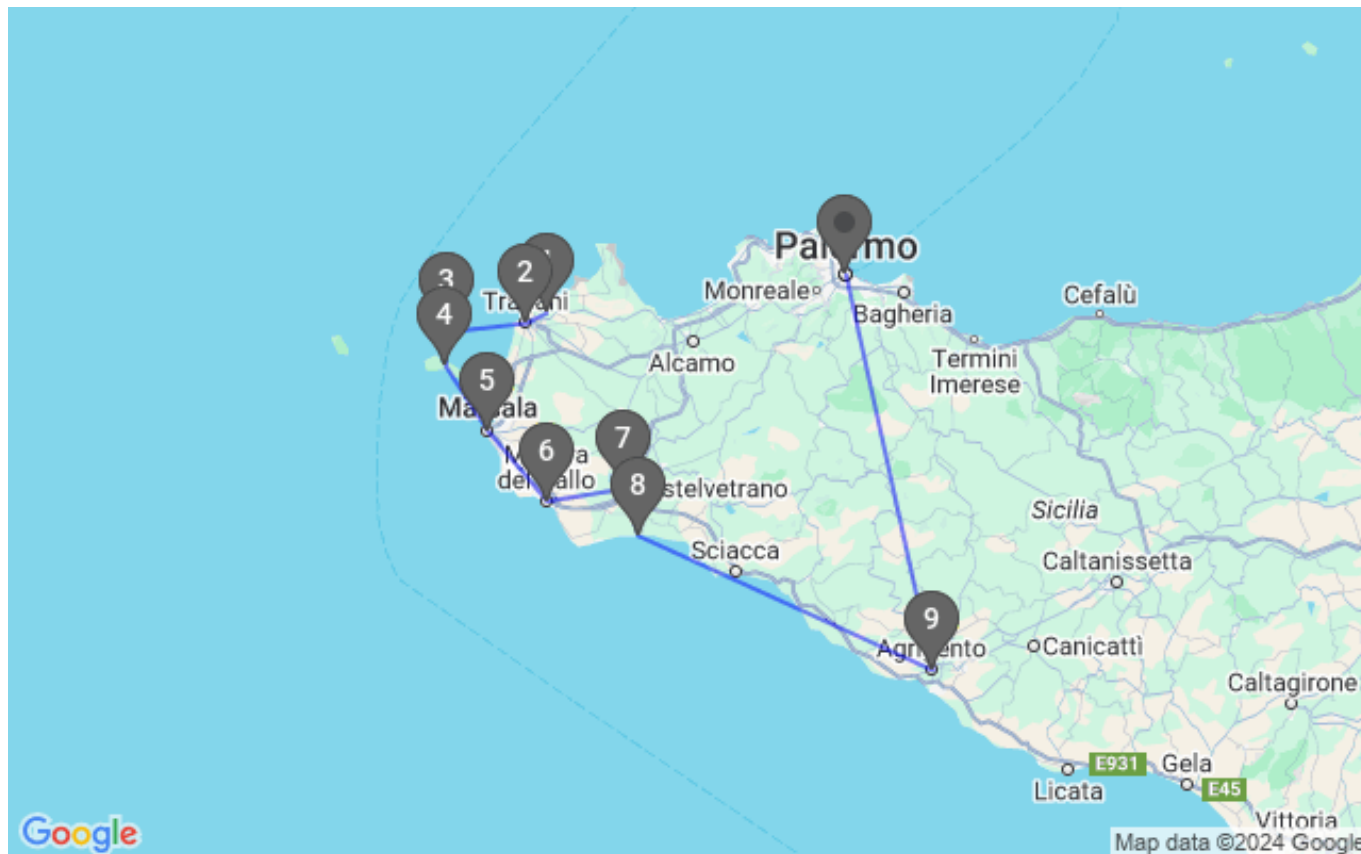 Palermo
Monreale
Bagheria
Cefalù
Termini
Imerese
Alcamo
2
3
4
5
6
7
8
Sciacca
Sicilia
Caltanissetta
9
Canicattì
Caltagirone
E931
Gela
E45
Licata
Vittoria
Google
Map data ©2024 Google